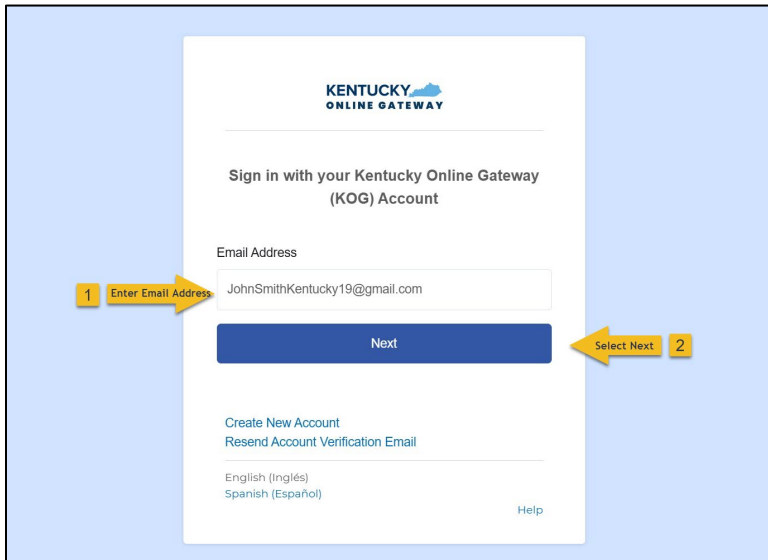 KENTUCKY
ONLINE GATEWAY
Sign in with your Kentucky Online Gateway
(KOG) Account
Email Address
1 Enter Email Address
JohnSmithKentucky19@gmail.com
Next
Select Next 2
Create New Account
Resend Account Verification Email
English (Inglés)
Spanish (Español)
Help